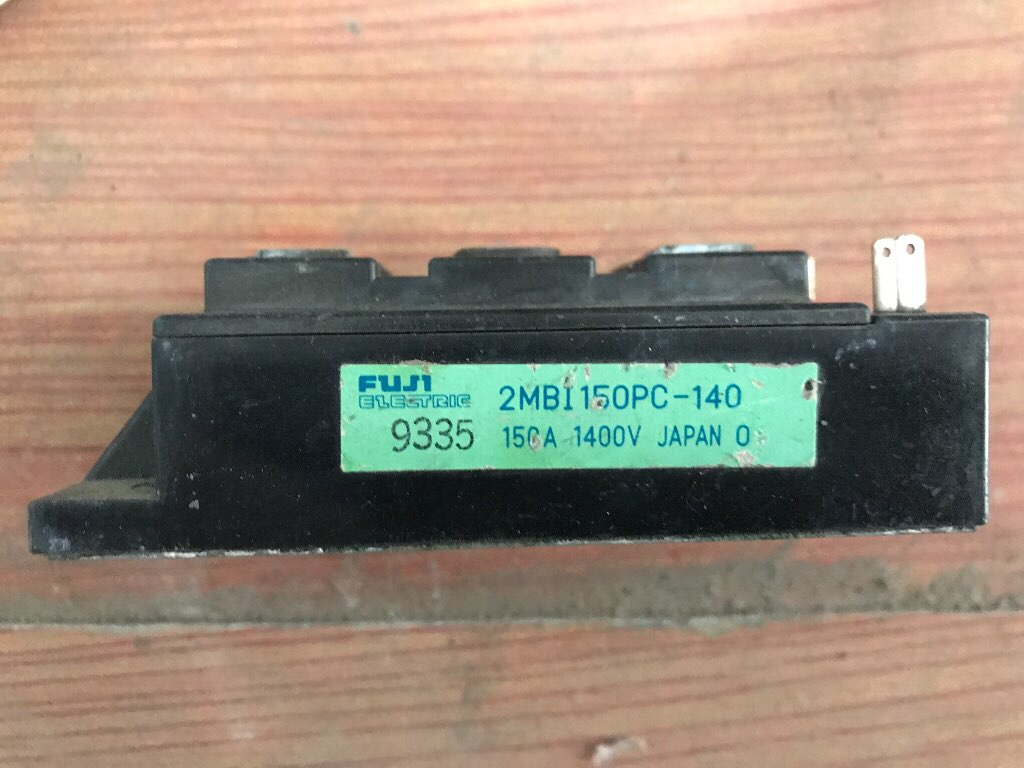 FUJI
ELECTRIC
2MBI150PC-140
9335
150A 1400V JAPAN O